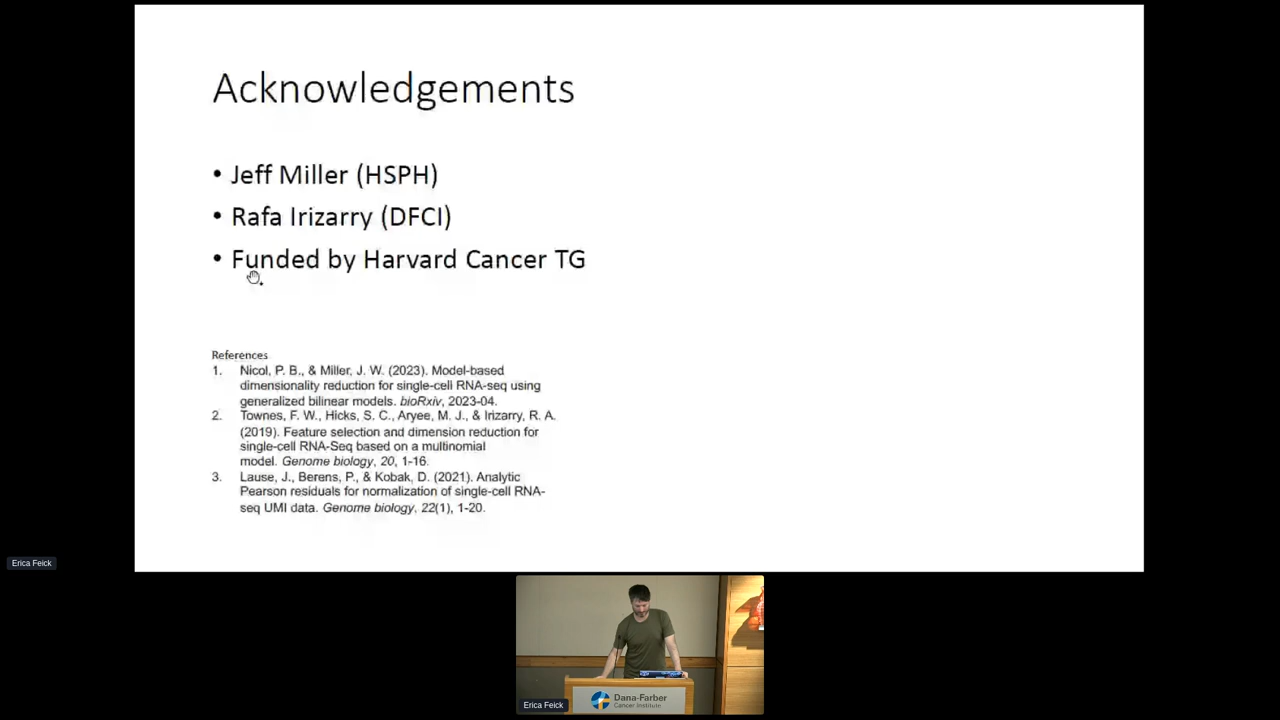 Acknowledgements
• Jeff Miller (HSPH)
• Rafa Irizarry (DFCI)
• Funded by Harvard Cancer TG
References
1. Nicol, P. B., & Miller, J. W. (2023). Model-based
dimensionality reduction for single-cell RNA-seq using
generalized bilinear models. bioRxiv, 2023-04.
2. Townes, F. W., Hicks, S. C., Aryee, M. J., & Irizarry, R. A.
(2019). Feature selection and dimension reduction for
single-cell RNA-Seq based on a multinomial
model. Genome biology, 20, 1-16.
3. Lause, J., Berens, P., & Kobak, D. (2021). Analytic
Pearson residuals for normalization of single-cell RNA-
seq UMI data. Genome biology, 22(1), 1-20.
Erica Feick
Erica Feick
Dana-Farber
Cancer Institute